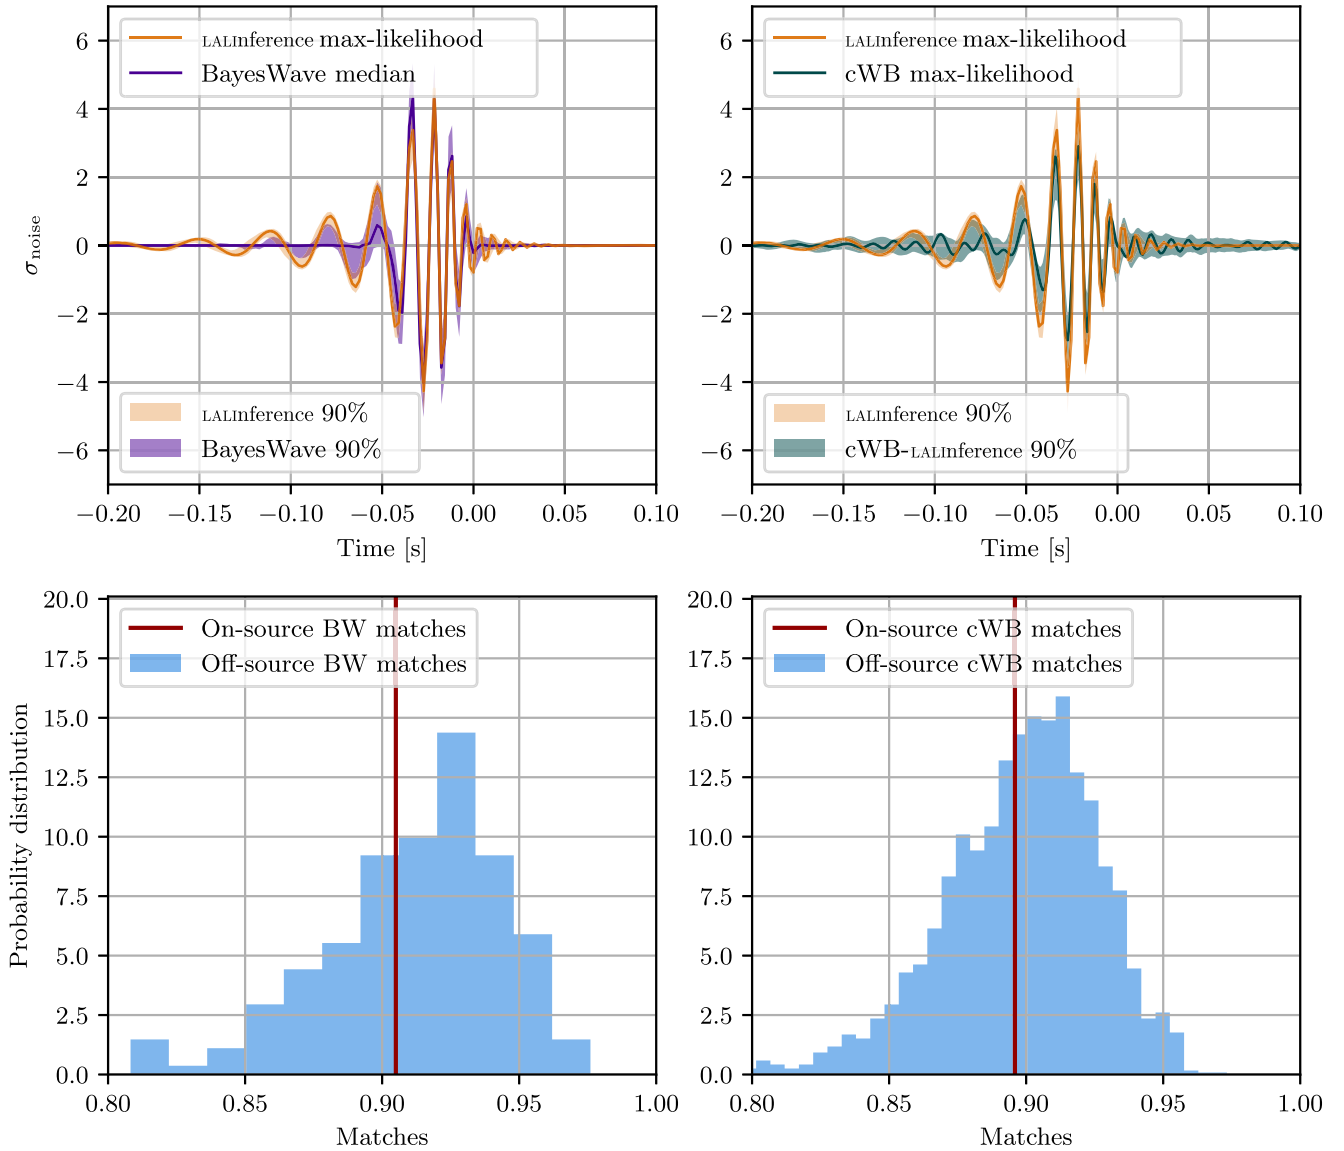 LALInference max-likelihood
BayesWave median
6
4
2
0
−2
−4
−6
σnoise
LALInference 90%
BayesWave 90%
−0.20 −0.15 −0.10 −0.05 0.00 0.05 0.10
Time [s]
LALInference max-likelihood
cWB max-likelihood
6
4
2
0
−2
−4
−6
LALInference 90%
cWB-LALInference 90%
−0.20 −0.15 −0.10 −0.05 0.00 0.05 0.10
Time [s]
On-source BW matches
Off-source BW matches
20.0
17.5
15.0
12.5
10.0
7.5
5.0
2.5
0.0
Probability distribution
0.80 0.85 0.90 0.95 1.00
Matches
On-source cWB matches
Off-source cWB matches
20.0
17.5
15.0
12.5
10.0
7.5
5.0
2.5
0.0
0.80 0.85 0.90 0.95 1.00
Matches